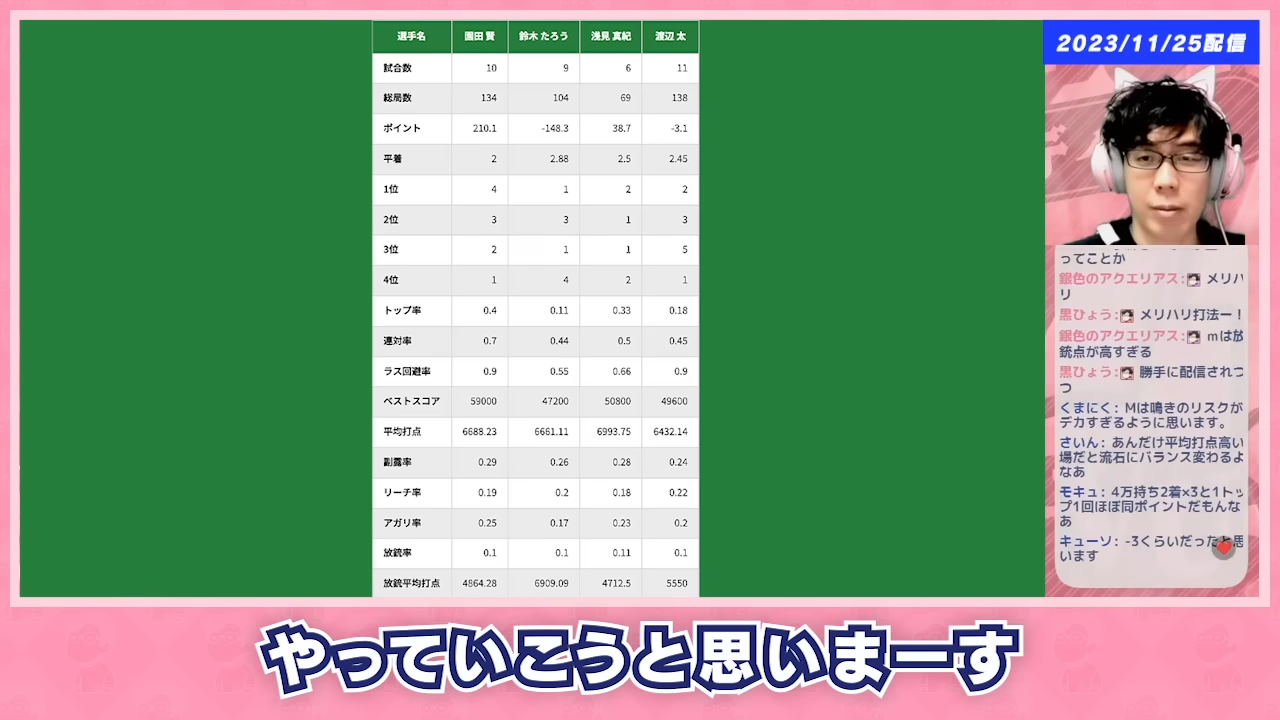 選手名 園田 賢 鈴木 たろう 浅見 真紀 渡辺 太
試合数 10 9 6 11
総局数 134 104 69 138
ポイント 210.1 -148.3 38.7 -3.1
平着 2 2.88 2.5 2.45
1位 4 1 2 2
2位 3 3 1 3
3位 2 1 1 5
4位 1 4 2 1
トップ率 0.4 0.11 0.33 0.18
連対率 0.7 0.44 0.5 0.45
ラス回避率 0.9 0.55 0.66 0.9
ベストスコア 59000 47200 50800 49600
平均打点 6688.23 6661.11 6993.75 6432.14
副露率 0.29 0.26 0.28 0.24
リーチ率 0.19 0.2 0.18 0.22
アガリ率 0.25 0.17 0.23 0.2
放銃率 0.1 0.1 0.11 0.1
放銃平均打点 4864.28 6909.09 4712.5 5550
2023/11/25配信
ってことか
銀色のアクエリアス: メリハ
リ
黒ひょう: メリハリ打法ー!
銀色のアクエリアス: mは放
銃点が高すぎる
黒ひょう: 勝手に配信されつ
つ
くまにく: Mは鳴きのリスクが
デカすぎるように思います。
さいん: あんだけ平均打点高い
場だと流石にバランス変わるよ
なあ
モキュ: 4万持ち2着×3と1トッ
プ1回ほぼ同ポイントだもんな
あ
キューソ: -3くらいだったと思
います
やっていこうと思いまーす